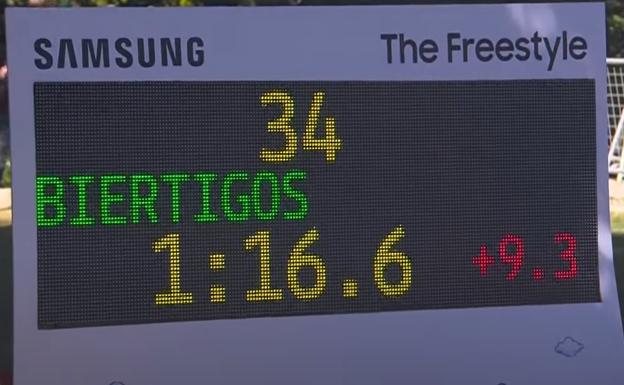 SAMSUNG The Freestyle
34
BIERTIGOS
1:16.6 +9.3